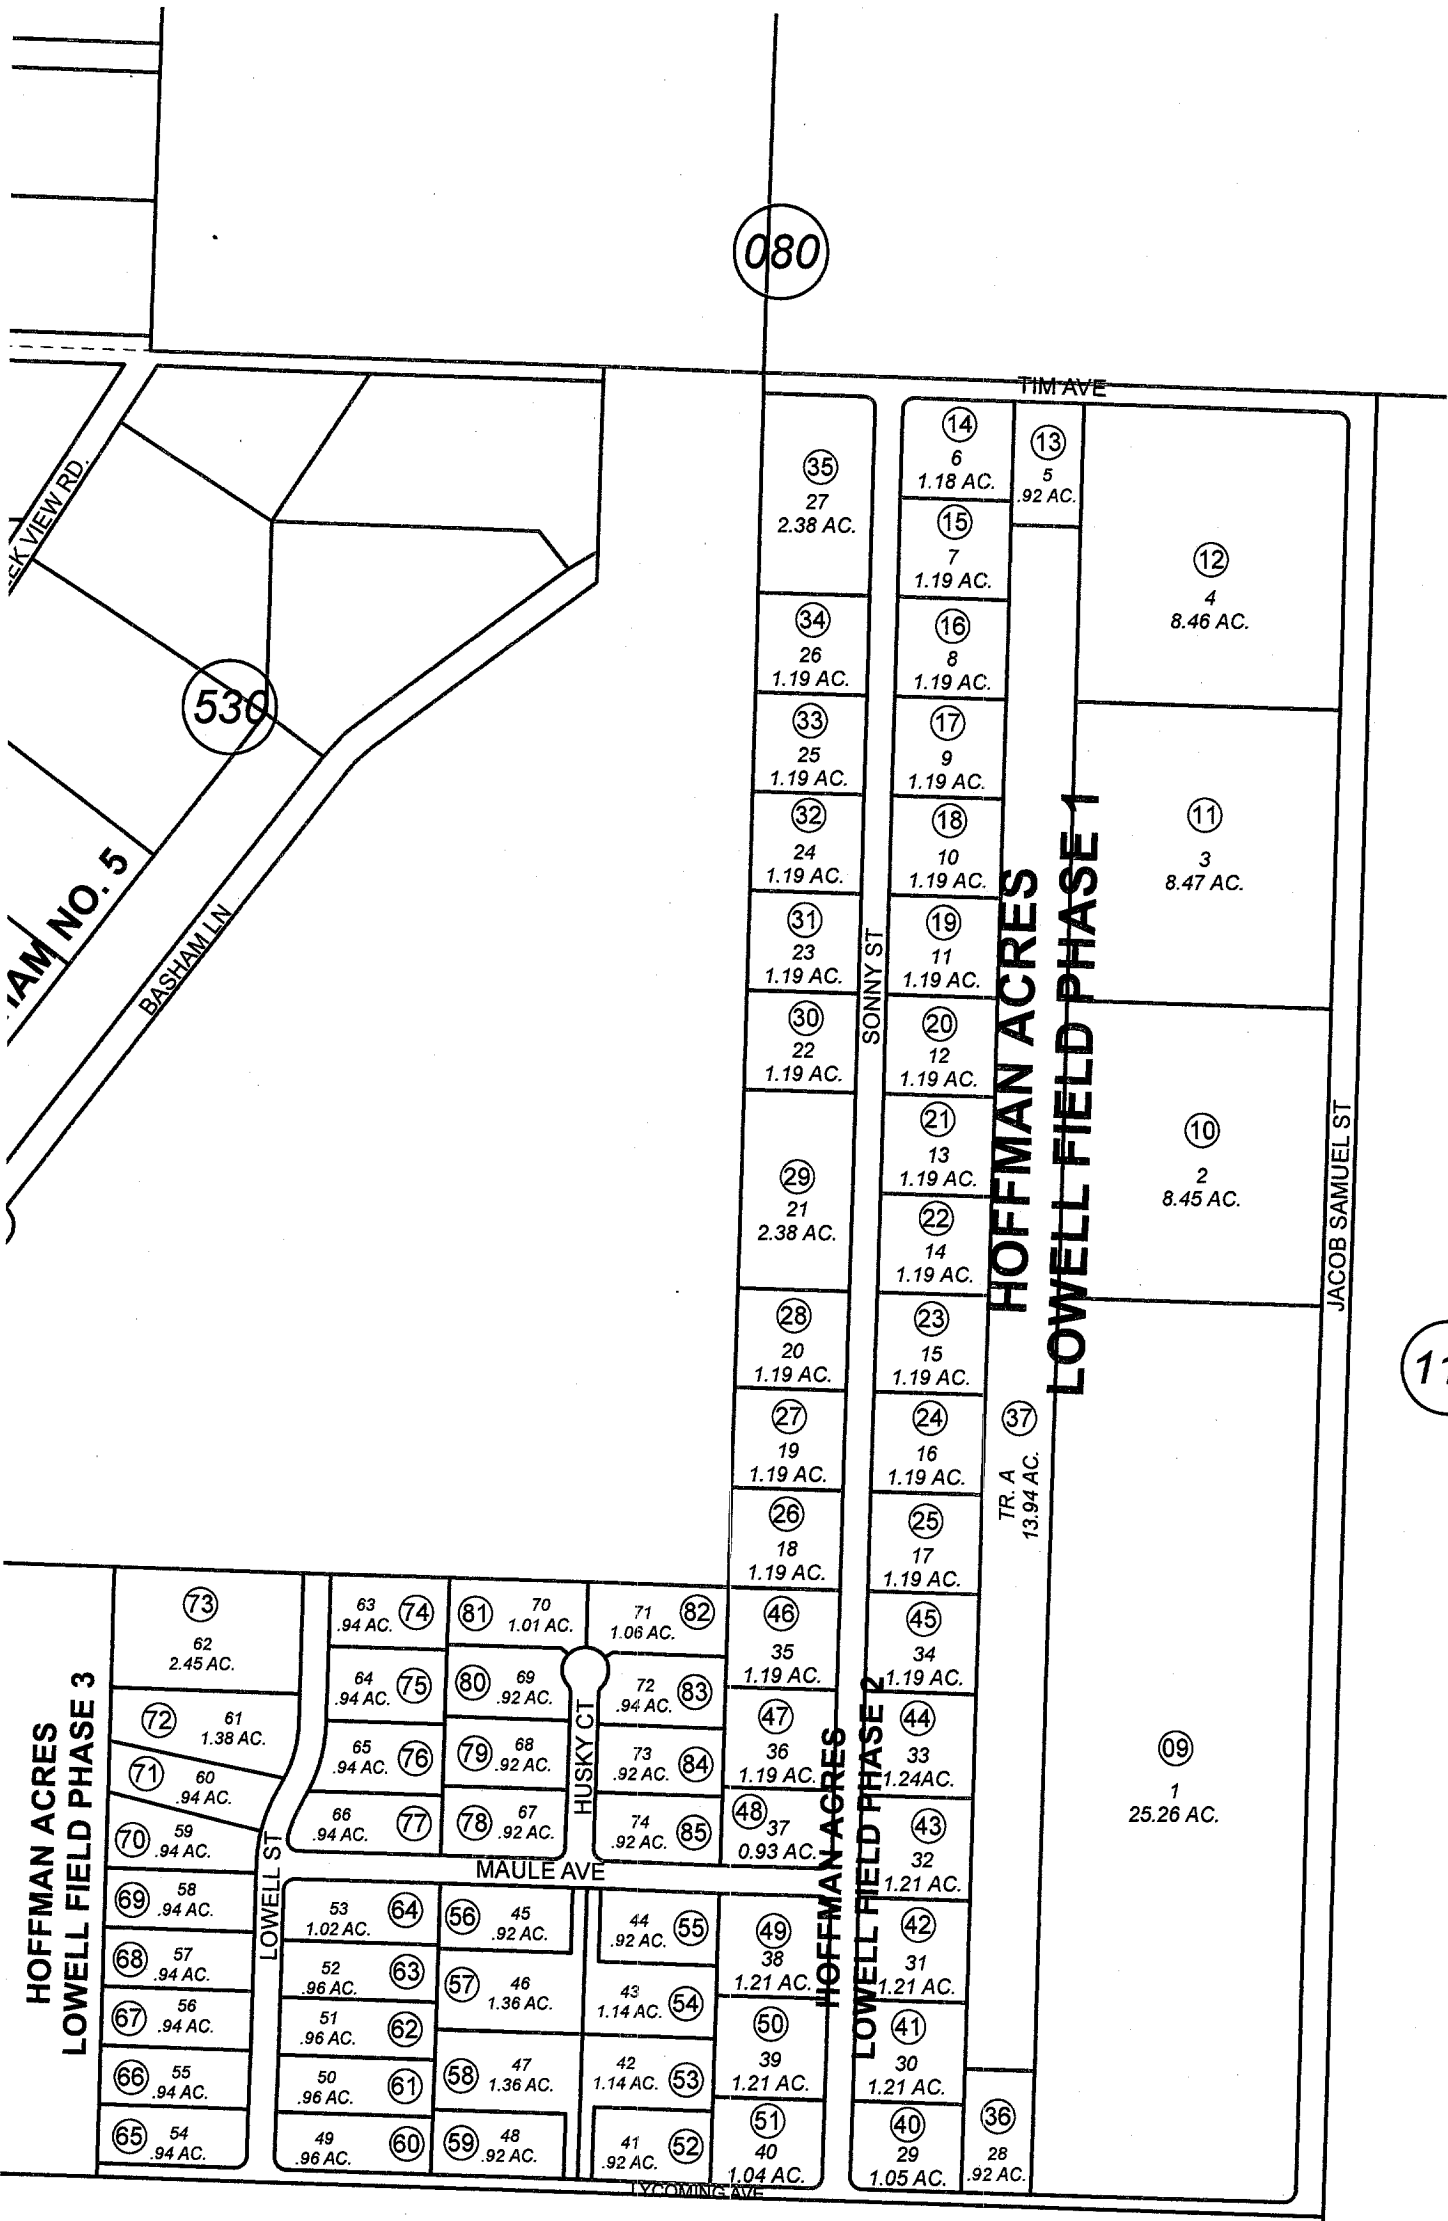 080
TIM AVE
14
6
1.18 AC.
13
5
.92 AC.
35
27
2.38 AC.
15
7
1.19 AC.
12
4
8.46 AC.
VIEW RD.
34
26
1.19 AC.
16
8
1.19 AC.
530
33
25
1.19 AC.
17
9
1.19 AC.
32
24
1.19 AC.
18
10
1.19 AC.
11
3
8.47 AC.
NO. 5
BASHAM LN
31
23
1.19 AC.
19
11
1.19 AC.
SONNY ST
HOFFMAN ACRES
LOWELL FIELD PHASE 1
30
22
1.19 AC.
20
12
1.19 AC.
21
13
1.19 AC.
10
2
8.45 AC.
JACOB SAMUEL ST
29
21
2.38 AC.
22
14
1.19 AC.
28
20
1.19 AC.
23
15
1.19 AC.
27
19
1.19 AC.
24
16
1.19 AC.
37
TR. A
13.94 AC.
26
18
1.19 AC.
25
17
1.19 AC.
73
62
2.45 AC.
63
.94 AC.
74
81
70
1.01 AC.
71
1.06 AC.
82
46
35
1.19 AC.
45
34
1.19 AC.
HOFFMAN ACRES
LOWELL FIELD PHASE 3
64
.94 AC.
75
80
69
.92 AC.
72
.94 AC.
83
72
61
1.38 AC.
HUSKY CT
47
36
1.19 AC.
HOFFMAN ACRES
LOWELL FIELD PHASE 2
44
33
1.24AC.
09
1
25.26 AC.
65
.94 AC.
76
79
68
.92 AC.
73
.92 AC.
84
71
60
.94 AC.
66
.94 AC.
77
78
67
.92 AC.
74
.92 AC.
85
48
37
0.93 AC.
43
32
1.21 AC.
70
59
.94 AC.
LOWELL ST
MAULE AVE
69
58
.94 AC.
53
1.02 AC.
64
56
45
.92 AC.
44
.92 AC.
55
49
38
1.21 AC.
42
31
1.21 AC.
68
57
.94 AC.
52
.96 AC.
63
57
46
1.36 AC.
43
1.14 AC.
54
67
56
.94 AC.
51
.96 AC.
62
50
39
1.21 AC.
41
30
1.21 AC.
66
55
.94 AC.
50
.96 AC.
61
58
47
1.36 AC.
42
1.14 AC.
53
65
54
.94 AC.
49
.96 AC.
60
59
48
.92 AC.
41
.92 AC.
52
51
40
1.04 AC.
40
29
1.05 AC.
36
28
.92 AC.
LYCOMING AVE